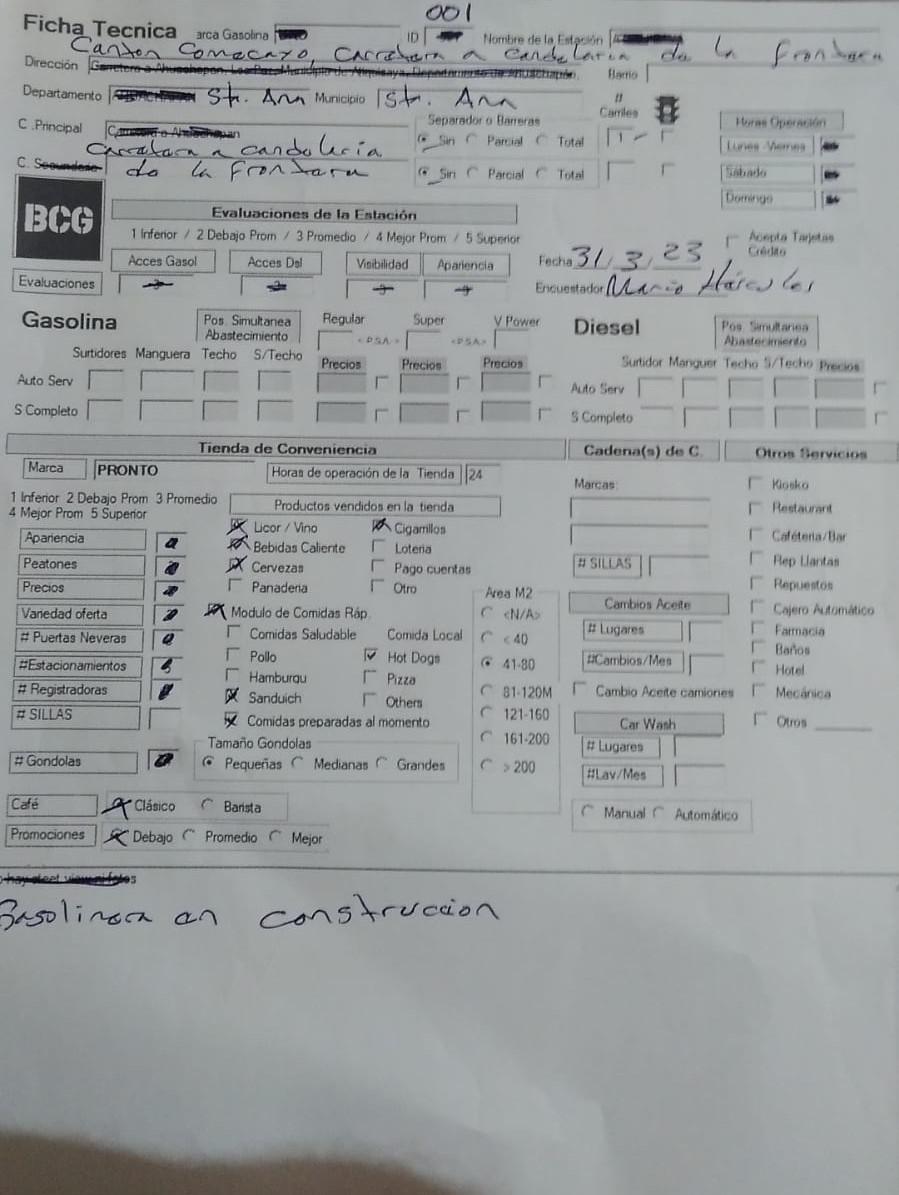 001
Ficha Tecnica arca Gasolina ID Nombre de la Estación
Canton Comecayo, Carretera a Candelaria de la frontera
Dirección Carretera a Ahuachapan, Barrio
Departamento Sta. Ana Municipio Sta. Ana # Carriles
C .Principal Carretera a Ahuachapan Separador o Barreras Horas Operación
Carretera a candeleria Sin Parcial Total 1 Lunes -Viernes
C. Secundaria de la frontera Sin Parcial Total Sábado
Domingo
BCG
Evaluaciones de la Estación
1 Inferior / 2 Debajo Prom / 3 Promedio / 4 Mejor Prom / 5 Superior
Acepta Tarjetas Crédito
Acces Gasol Acces Dsl Visibilidad Apariencia Fecha 31/3/23
Evaluaciones Encuestador Mario
Gasolina Pos. Simultanea Abastecimiento Regular Super V Power Diesel Pos. Simultanea Abastecimiento
<PSA> <PSA>
Surtidores Manguera Techo S/Techo Precios Precios Precios Surtidor Manguer Techo S/Techo Precios
Auto Serv Auto Serv
S Completo S Completo
Tienda de Conveniencia Cadena(s) de C. Otros Servicios
Marca PRONTO Horas de operación de la Tienda 24 Marcas: Kiosko
1 Inferior 2 Debajo Prom 3 Promedio
4 Mejor Prom 5 Superior
Productos vendidos en la tienda Restaurant
Apariencia Licor / Vino Cigarrillos Caféteria/Bar
Bebidas Caliente Loteria
Peatones Cervezas Pago cuentas # SILLAS Rep Llantas
Precios Panaderia Otro Area M2 Repuestos
Variedad oferta Modulo de Comidas Ráp. <N/A> Cambios Aceite Cajero Automático
# Puertas Neveras Comidas Saludable Comida Local < 40 # Lugares Farmacia
Pollo Hot Dogs Baños
#Estacionamientos Hamburgu Pizza 41-80 #Cambios/Mes Hotel
# Registradoras Sanduich Others 81-120M Cambio Aceite camiones Mecánica
# SILLAS Comidas preparadas al momento 121-160 Car Wash Otros
Tamaño Gondolas 161-200 # Lugares
# Gondolas Pequeñas Medianas Grandes > 200 #Lav/Mes
Café Clásico Barista Manual Automático
Promociones Debajo Promedio Mejor
Gasolinera en construccion